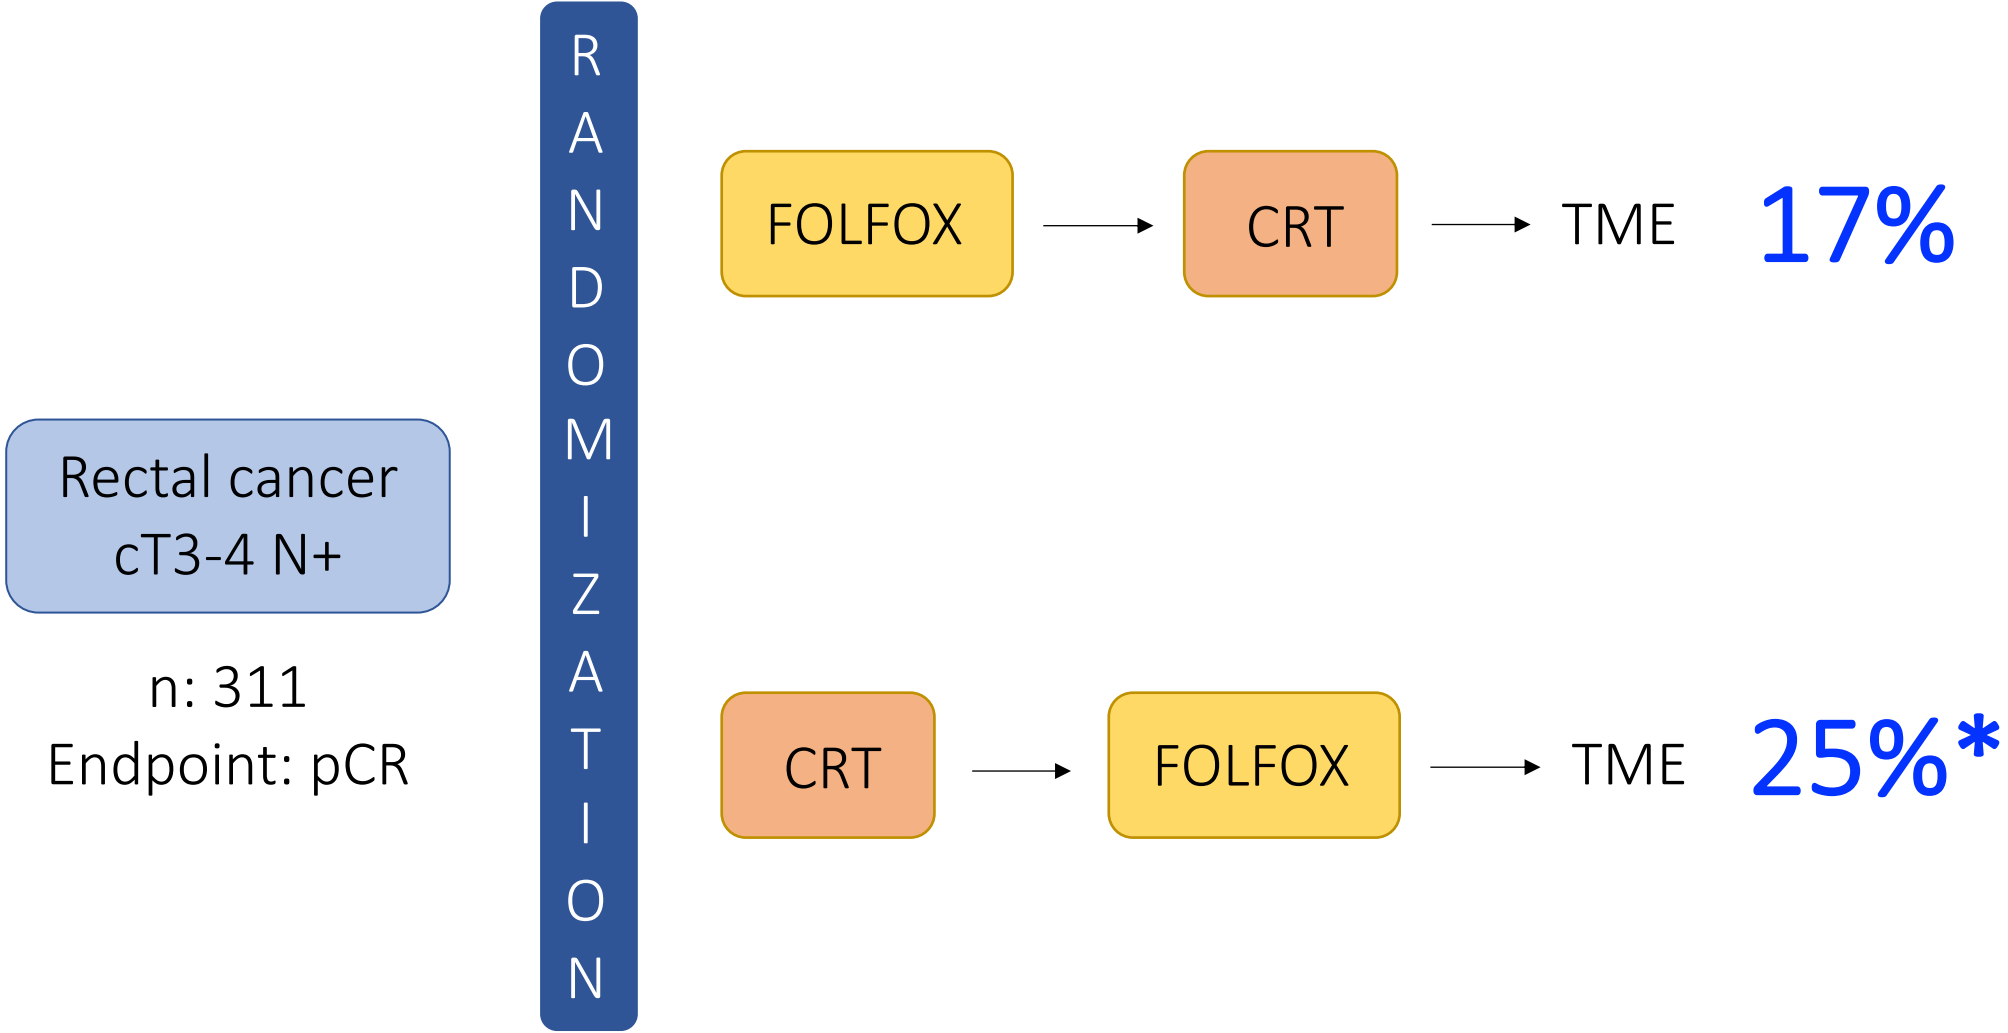 Rectal cancer
cT3-4 N+
n: 311
Endpoint: pCR
RANDOMIZATION
FOLFOX
CRT
TME
17%
CRT
FOLFOX
TME
25%*